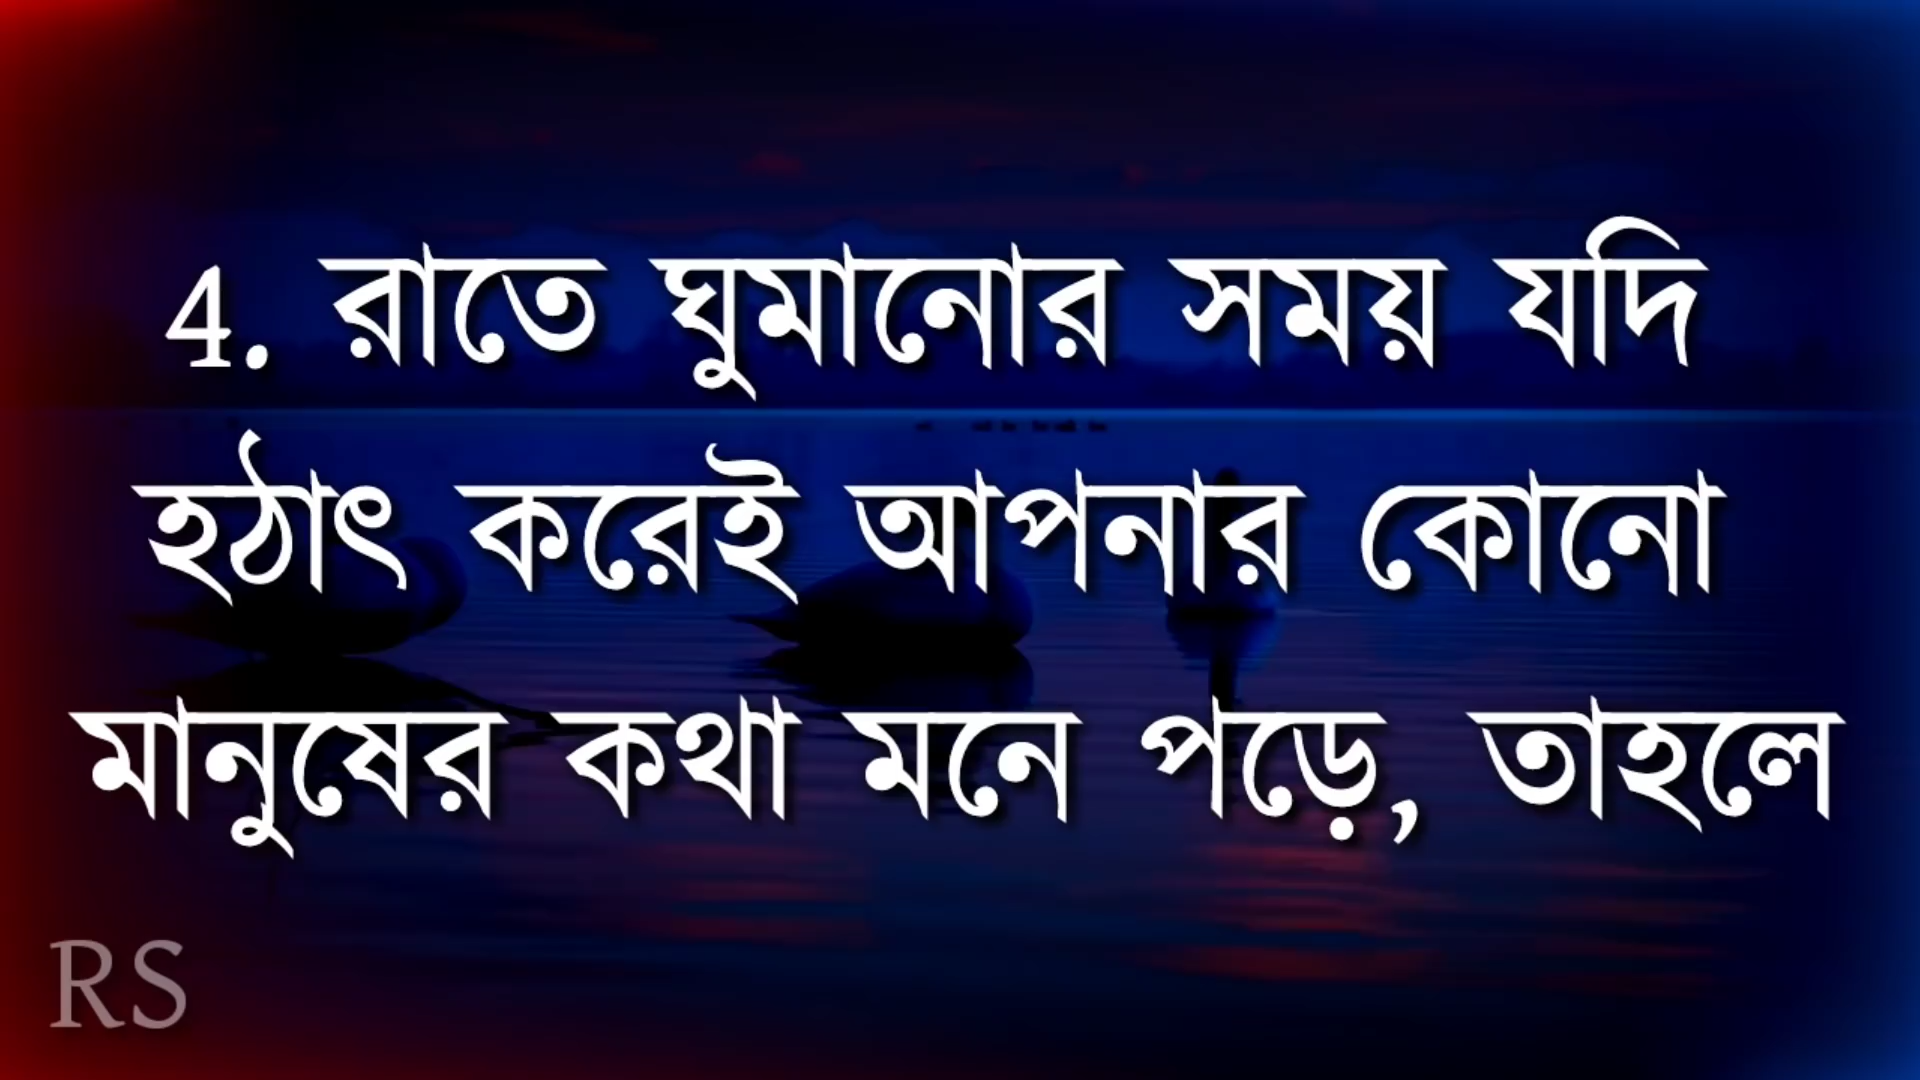 4. রাতে ঘুমানোর সময় যদি
হঠাৎ করেই আপনার কোনো
মানুষের কথা মনে পড়ে, তাহলে
RS